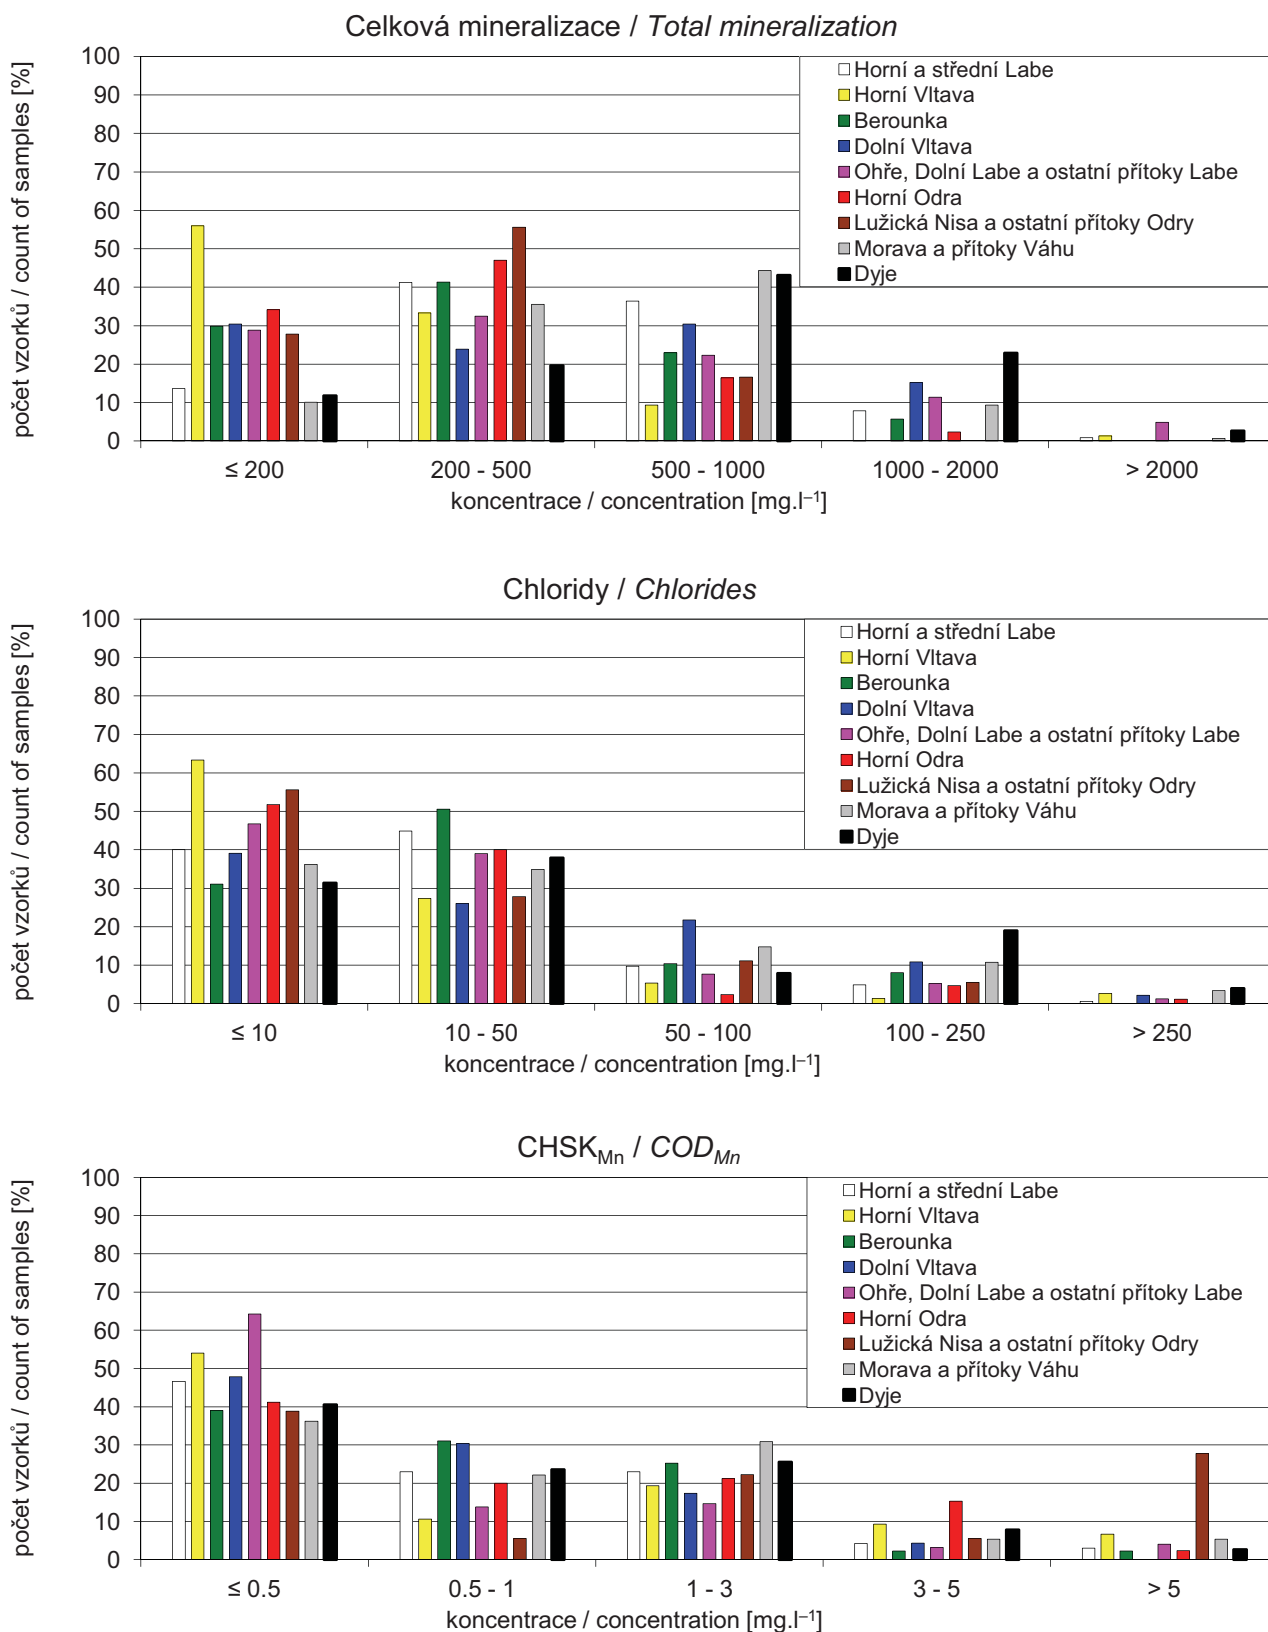 Celková mineralizace / Total mineralization
počet vzorků / count of samples [%]
100
90
80
70
60
50
40
30
20
10
0
Horní a střední Labe
Horní Vltava
Berounka
Dolní Vltava
Ohře, Dolní Labe a ostatní přítoky Labe
Horní Odra
Lužická Nisa a ostatní přítoky Odry
Morava a přítoky Váhu
Dyje
≤ 200 200 - 500 500 - 1000 1000 - 2000 > 2000
koncentrace / concentration [mg.l⁻¹]
Chloridy / Chlorides
počet vzorků / count of samples [%]
100
90
80
70
60
50
40
30
20
10
0
Horní a střední Labe
Horní Vltava
Berounka
Dolní Vltava
Ohře, Dolní Labe a ostatní přítoky Labe
Horní Odra
Lužická Nisa a ostatní přítoky Odry
Morava a přítoky Váhu
Dyje
≤ 10 10 - 50 50 - 100 100 - 250 > 250
koncentrace / concentration [mg.l⁻¹]
CHSK_Mn / COD_Mn
počet vzorků / count of samples [%]
100
90
80
70
60
50
40
30
20
10
0
Horní a střední Labe
Horní Vltava
Berounka
Dolní Vltava
Ohře, Dolní Labe a ostatní přítoky Labe
Horní Odra
Lužická Nisa a ostatní přítoky Odry
Morava a přítoky Váhu
Dyje
≤ 0.5 0.5 - 1 1 - 3 3 - 5 > 5
koncentrace / concentration [mg.l⁻¹]